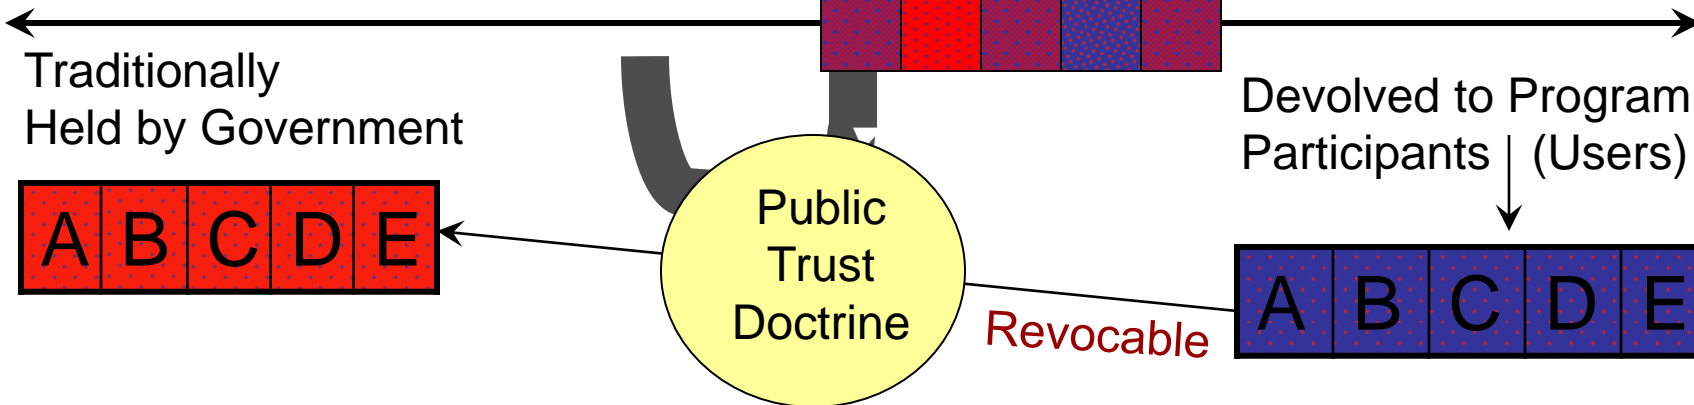 Traditionally
Held by Government
A B C D E
Public
Trust
Doctrine
Revocable
Devolved to Program
Participants (Users)
A B C D E